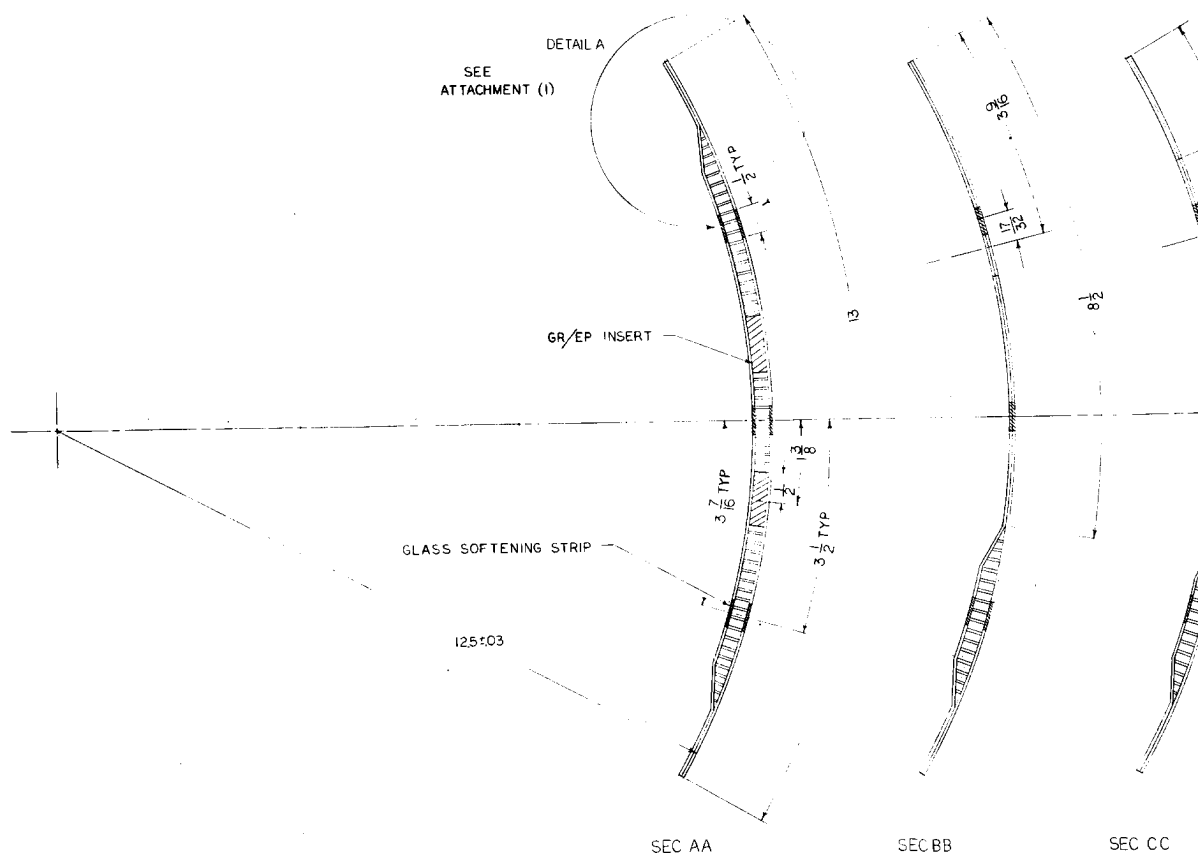 DETAIL A
SEE
ATTACHMENT (1)
1/2 TYP
3 9/16
17/32
13
8 1/2
GR/EP INSERT
1 3/8
1/2
3 7/16 TYP
3 1/2 TYP
GLASS SOFTENING STRIP
12.5±.03
SEC AA
SEC BB
SEC CC